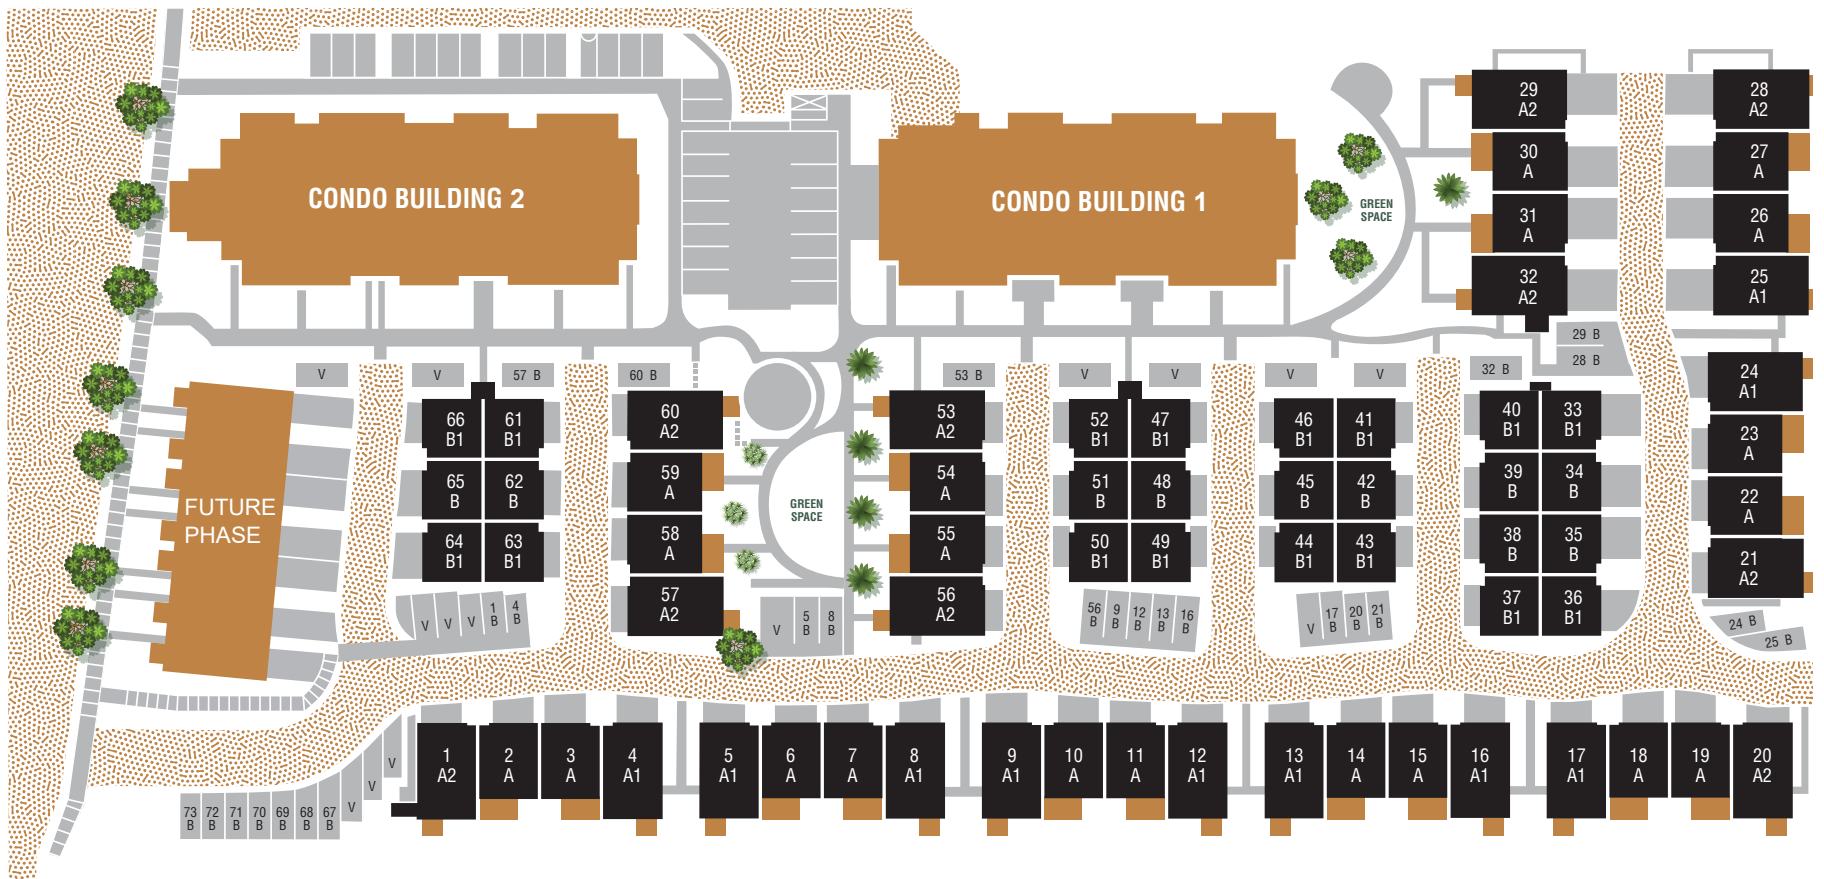 CONDO BUILDING 2
CONDO BUILDING 1
GREEN
SPACE
29
A2
30
A
31
A
32
A2
28
A2
27
A
26
A
25
A1
29 B
28 B
V
V
57 B
60 B
53 B
V
V
V
V
32 B
24
A1
23
A
22
A
21
A2
24 B
25 B
FUTURE
PHASE
66
B1
61
B1
65
B
62
B
64
B1
63
B1
V
V
V
1
B
4
B
60
A2
59
A
58
A
57
A2
GREEN
SPACE
V
5
B
8
B
53
A2
54
A
55
A
56
A2
52
B1
47
B1
51
B
48
B
50
B1
49
B1
56
B
9
B
12
B
13
B
16
B
46
B1
41
B1
45
B
42
B
44
B1
43
B1
V
17
B
20
B
21
B
40
B1
33
B1
39
B
34
B
38
B
35
B
37
B1
36
B1
73
B
72
B
71
B
70
B
69
B
68
B
67
B
V
V
V
1
A2
2
A
3
A
4
A1
5
A1
6
A
7
A
8
A1
9
A1
10
A
11
A
12
A1
13
A1
14
A
15
A
16
A1
17
A1
18
A
19
A
20
A2